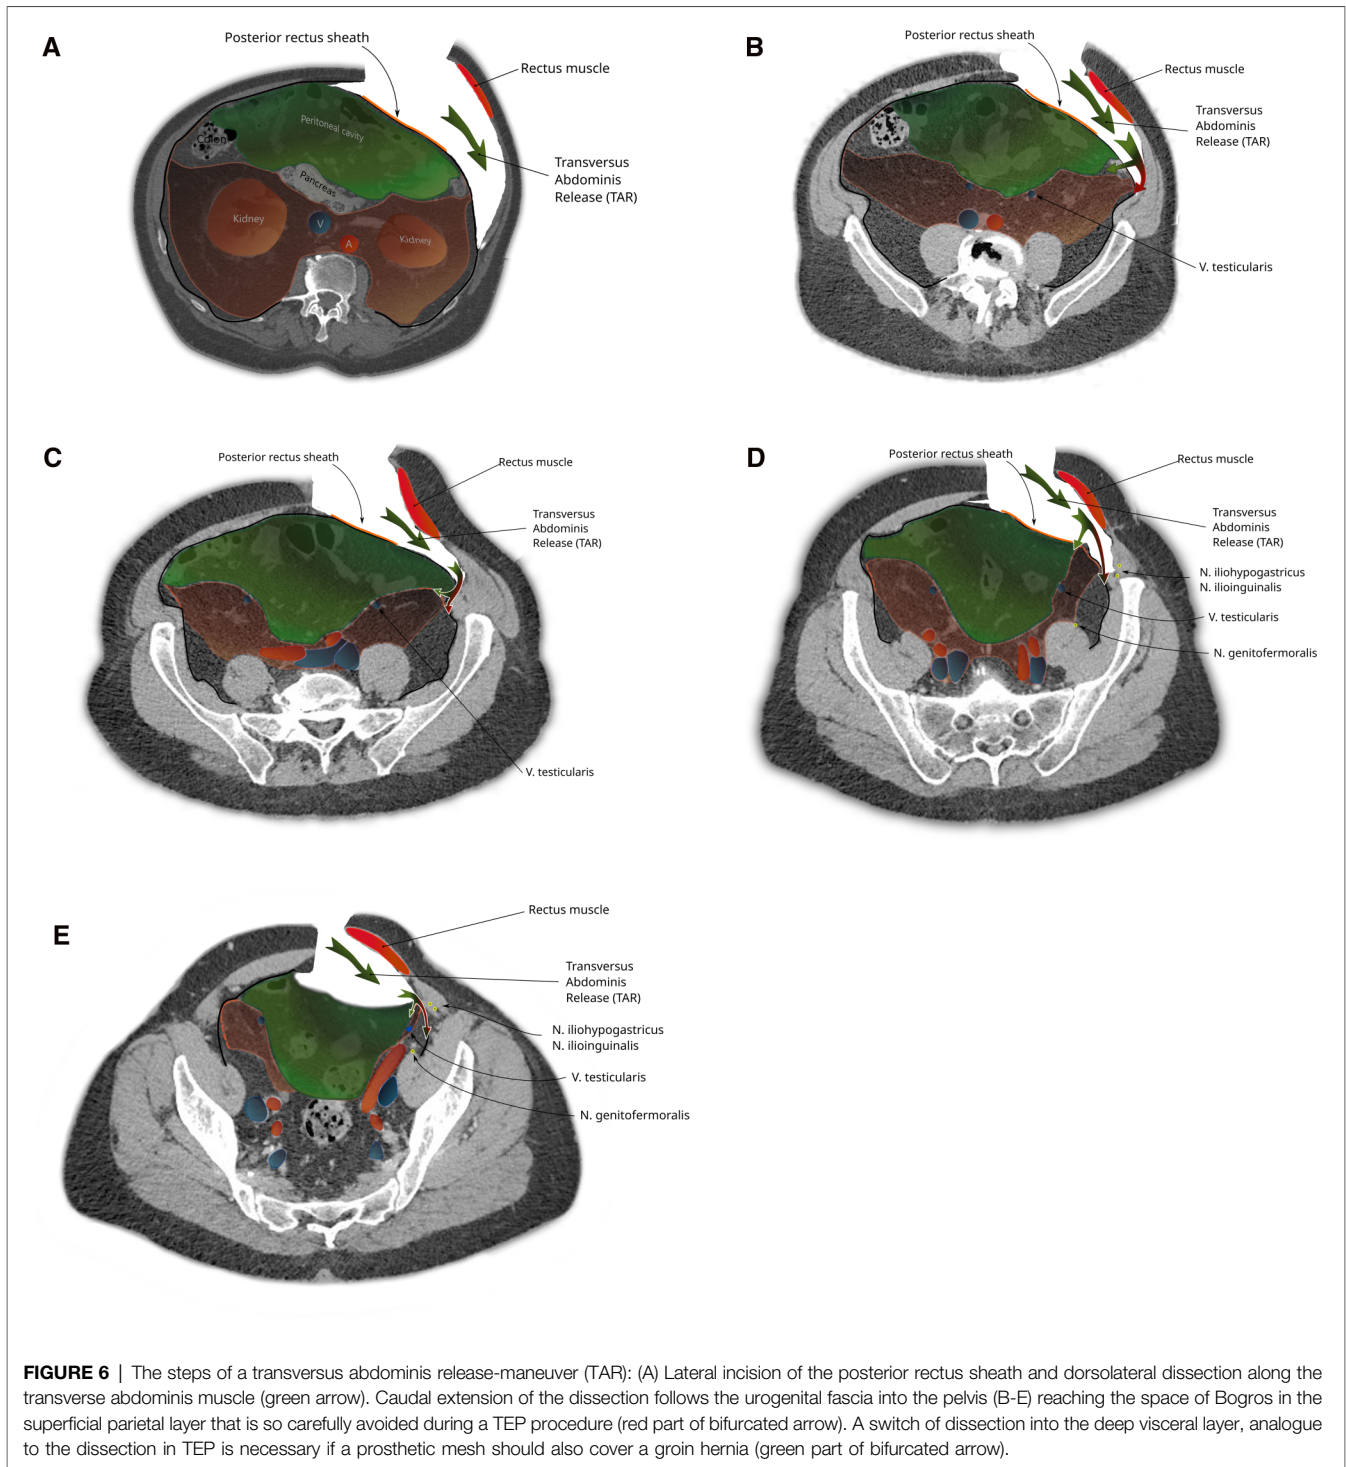 A
Posterior rectus sheath
Rectus muscle
Peritoneal cavity
Colon
Pancreas
Transversus
Abdominis
Release (TAR)
Kidney
V
A
Kidney
B
Posterior rectus sheath
Rectus muscle
Transversus
Abdominis
Release (TAR)
V. testicularis
C
Posterior rectus sheath
Rectus muscle
Transversus
Abdominis
Release (TAR)
V. testicularis
D
Posterior rectus sheath
Rectus muscle
Transversus
Abdominis
Release (TAR)
N. iliohypogastricus
N. ilioinguinalis
V. testicularis
N. genitofermoralis
E
Rectus muscle
Transversus
Abdominis
Release (TAR)
N. iliohypogastricus
N. ilioinguinalis
V. testicularis
N. genitofermoralis
FIGURE 6 | The steps of a transversus abdominis release-maneuver (TAR): (A) Lateral incision of the posterior rectus sheath and dorsolateral dissection along the
transverse abdominis muscle (green arrow). Caudal extension of the dissection follows the urogenital fascia into the pelvis (B-E) reaching the space of Bogros in the
superficial parietal layer that is so carefully avoided during a TEP procedure (red part of bifurcated arrow). A switch of dissection into the deep visceral layer, analogue
to the dissection in TEP is necessary if a prosthetic mesh should also cover a groin hernia (green part of bifurcated arrow).